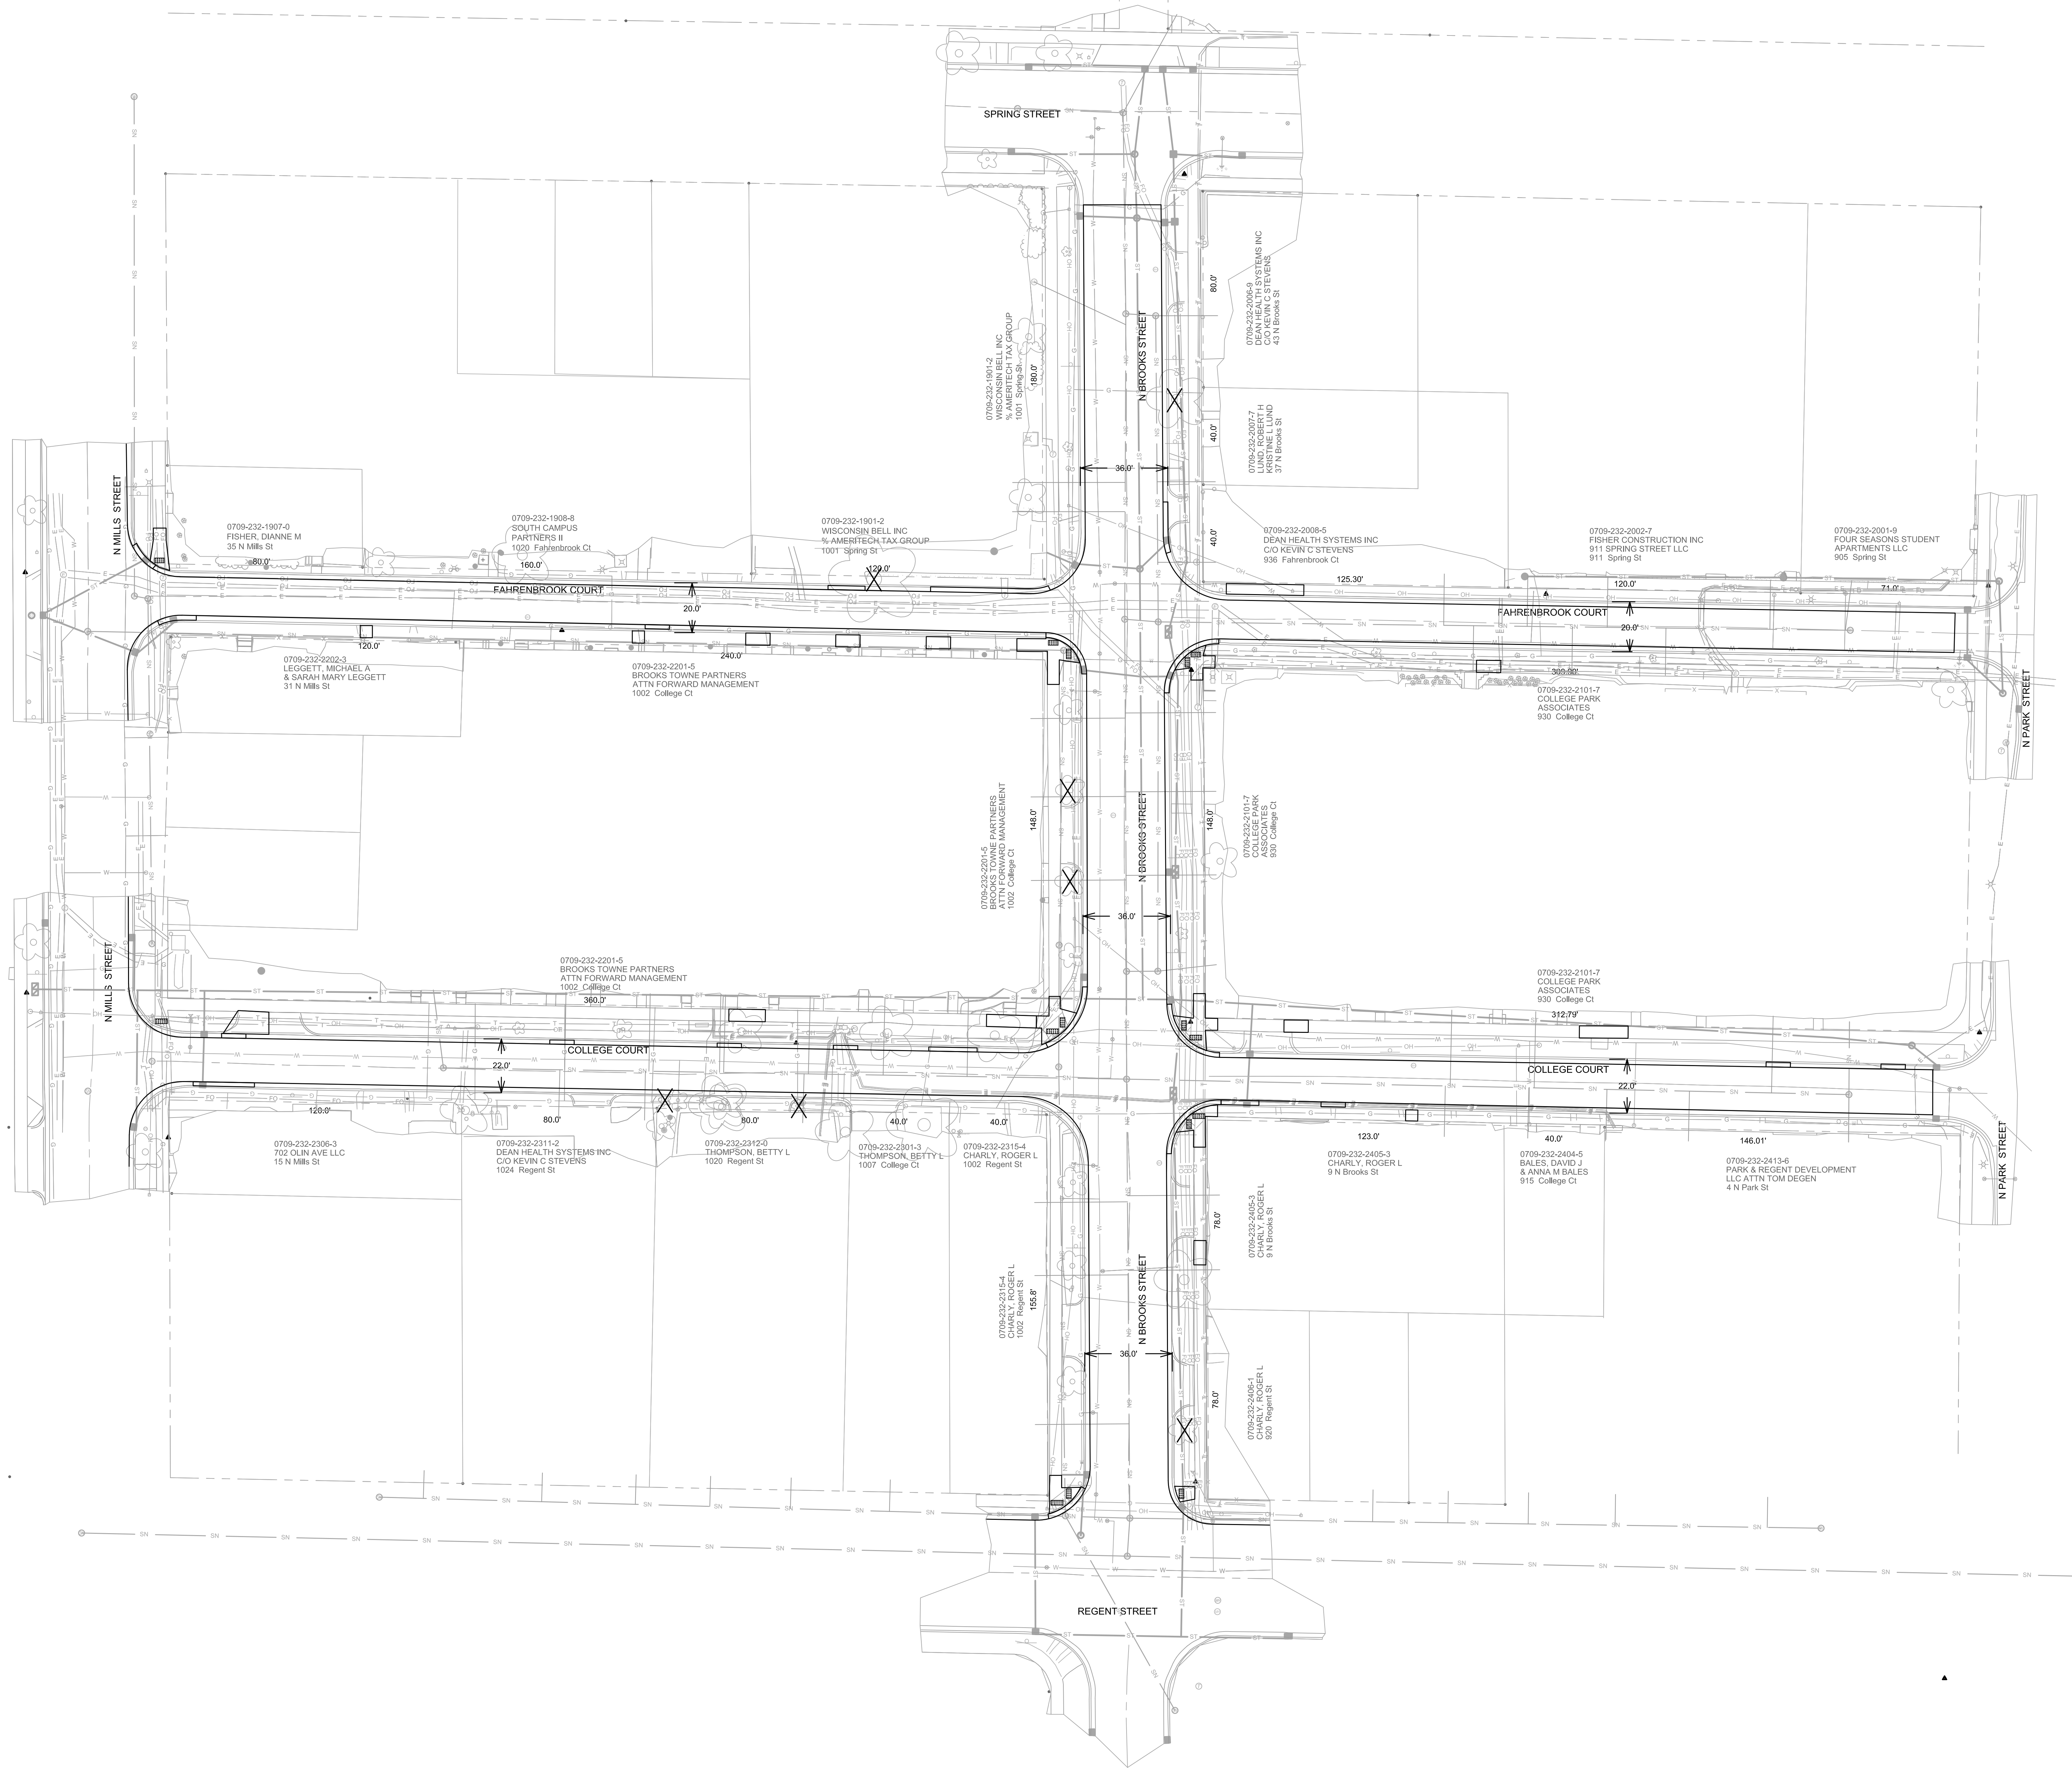 SPRING STREET
0709-232-2006-9
DEAN HEALTH SYSTEMS INC
C/O KEVIN C STEVENS
43 N Brooks St
80.0'
N BROOKS STREET
0709-232-1901-2
WISCONSIN BELL INC
% AMERITECH TAX GROUP
1001 Spring St
180.0'
0709-232-2007-7
LUND, ROBERT H
KRISTINE L LUND
37 N Brooks St
40.0'
36.0'
N MILLS STREET
0709-232-1907-0
FISHER, DIANNE M
35 N Mills St
80.0'
0709-232-1908-8
SOUTH CAMPUS
PARTNERS II
1020 Fahrenbrook Ct
160.0'
0709-232-1901-2
WISCONSIN BELL INC
% AMERITECH TAX GROUP
1001 Spring St
120.0'
40.0'
0709-232-2008-5
DEAN HEALTH SYSTEMS INC
C/O KEVIN C STEVENS
936 Fahrenbrook Ct
125.30'
0709-232-2002-7
FISHER CONSTRUCTION INC
911 SPRING STREET LLC
911 Spring St
120.0'
0709-232-2001-9
FOUR SEASONS STUDENT
APARTMENTS LLC
905 Spring St
71.0'
FAHRENBROOK COURT
20.0'
FAHRENBROOK COURT
20.0'
120.0'
0709-232-2202-3
LEGGETT, MICHAEL A
& SARAH MARY LEGGETT
31 N Mills St
240.0'
0709-232-2201-5
BROOKS TOWNE PARTNERS
ATTN FORWARD MANAGEMENT
1002 College Ct
0709-232-2101-7
COLLEGE PARK
ASSOCIATES
930 College Ct
N PARK STREET
0709-232-2201-5
BROOKS TOWNE PARTNERS
ATTN FORWARD MANAGEMENT
1002 College Ct
148.0'
N BROOKS STREET
148.0'
0709-232-2101-7
COLLEGE PARK
ASSOCIATES
930 College Ct
36.0'
N MILLS STREET
0709-232-2201-5
BROOKS TOWNE PARTNERS
ATTN FORWARD MANAGEMENT
1002 College Ct
360.0'
0709-232-2101-7
COLLEGE PARK
ASSOCIATES
930 College Ct
312.79'
COLLEGE COURT
22.0'
COLLEGE COURT
22.0'
120.0'
0709-232-2306-3
702 OLIN AVE LLC
15 N Mills St
80.0'
0709-232-2311-2
DEAN HEALTH SYSTEMS INC
C/O KEVIN C STEVENS
1024 Regent St
80.0'
0709-232-2312-0
THOMPSON, BETTY L
1020 Regent St
40.0'
0709-232-2301-3
THOMPSON, BETTY L
1007 College Ct
40.0'
0709-232-2315-4
CHARLY, ROGER L
1002 Regent St
123.0'
0709-232-2405-3
CHARLY, ROGER L
9 N Brooks St
40.0'
0709-232-2404-5
BALES, DAVID J
& ANNA M BALES
915 College Ct
146.01'
0709-232-2413-6
PARK & REGENT DEVELOPMENT
LLC ATTN TOM DEGEN
4 N Park St
N PARK STREET
78.0'
0709-232-2405-3
CHARLY, ROGER L
9 N Brooks St
0709-232-2315-4
CHARLY, ROGER L
1002 Regent St
155.8'
N BROOKS STREET
36.0'
78.0'
0709-232-2406-1
CHARLY, ROGER L
920 Regent St
REGENT STREET